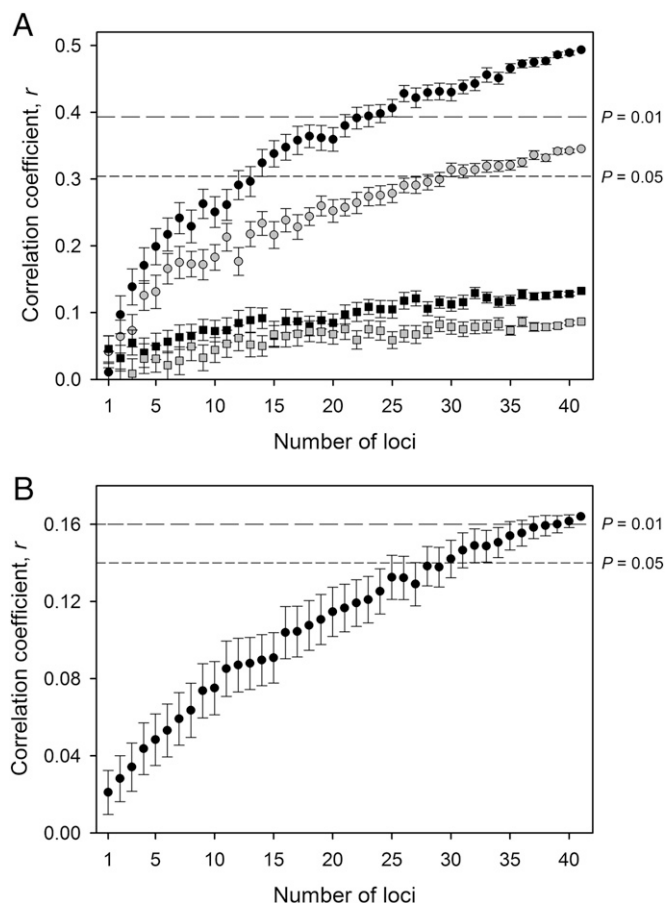 A
Correlation coefficient, r
0.5
0.4
0.3
0.2
0.1
0.0
P = 0.01
P = 0.05
1 5 10 15 20 25 30 35 40
Number of loci
B
Correlation coefficient, r
0.16
0.12
0.08
0.04
0.00
P = 0.01
P = 0.05
1 5 10 15 20 25 30 35 40
Number of loci